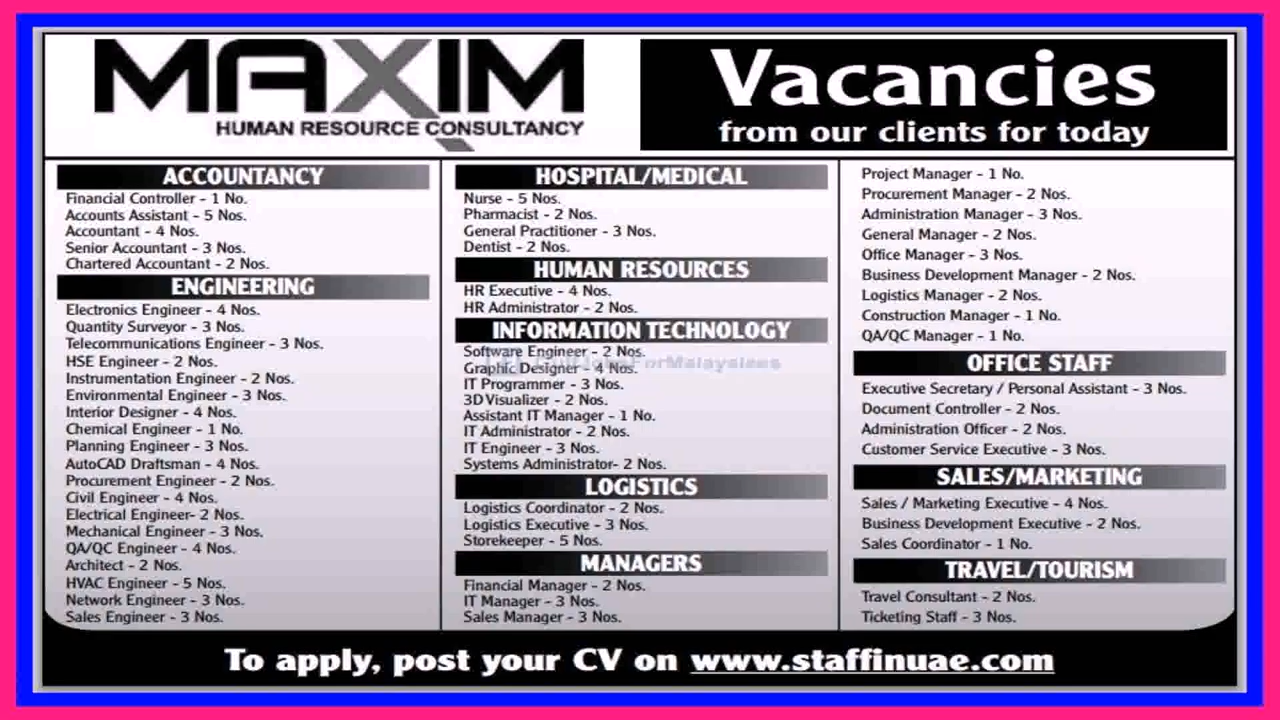 MAXIM
HUMAN RESOURCE CONSULTANCY
Vacancies
from our clients for today
ACCOUNTANCY
Financial Controller - 1 No.
Accounts Assistant - 5 Nos.
Accountant - 4 Nos.
Senior Accountant - 3 Nos.
Chartered Accountant - 2 Nos.
ENGINEERING
Electronics Engineer - 4 Nos.
Quantity Surveyor - 3 Nos.
Telecommunications Engineer - 3 Nos.
HSE Engineer - 2 Nos.
Instrumentation Engineer - 2 Nos.
Environmental Engineer - 3 Nos.
Interior Designer - 4 Nos.
Chemical Engineer - 1 No.
Planning Engineer - 3 Nos.
AutoCAD Draftsman - 4 Nos.
Procurement Engineer - 2 Nos.
Civil Engineer - 4 Nos.
Electrical Engineer- 2 Nos.
Mechanical Engineer - 3 Nos.
QA/QC Engineer - 4 Nos.
Architect - 2 Nos.
HVAC Engineer - 5 Nos.
Network Engineer - 3 Nos.
Sales Engineer - 3 Nos.
HOSPITAL/MEDICAL
Nurse - 5 Nos.
Pharmacist - 2 Nos.
General Practitioner - 3 Nos.
Dentist - 2 Nos.
HUMAN RESOURCES
HR Executive - 4 Nos.
HR Administrator - 2 Nos.
INFORMATION TECHNOLOGY
Software Engineer - 2 Nos.
Graphic Designer - 4 Nos.
IT Programmer - 3 Nos.
3D Visualizer - 2 Nos.
Assistant IT Manager - 1 No.
IT Administrator - 2 Nos.
IT Engineer - 3 Nos.
Systems Administrator- 2 Nos.
LOGISTICS
Logistics Coordinator - 2 Nos.
Logistics Executive - 3 Nos.
Storekeeper - 5 Nos.
MANAGERS
Financial Manager - 2 Nos.
IT Manager - 3 Nos.
Sales Manager - 3 Nos.
Project Manager - 1 No.
Procurement Manager - 2 Nos.
Administration Manager - 3 Nos.
General Manager - 2 Nos.
Office Manager - 3 Nos.
Business Development Manager - 2 Nos.
Logistics Manager - 2 Nos.
Construction Manager - 1 No.
QA/QC Manager - 1 No.
OFFICE STAFF
Executive Secretary / Personal Assistant - 3 Nos.
Document Controller - 2 Nos.
Administration Officer - 2 Nos.
Customer Service Executive - 3 Nos.
SALES/MARKETING
Sales / Marketing Executive - 4 Nos.
Business Development Executive - 2 Nos.
Sales Coordinator - 1 No.
TRAVEL/TOURISM
Travel Consultant - 2 Nos.
Ticketing Staff - 3 Nos.
To apply, post your CV on www.staffinuae.com